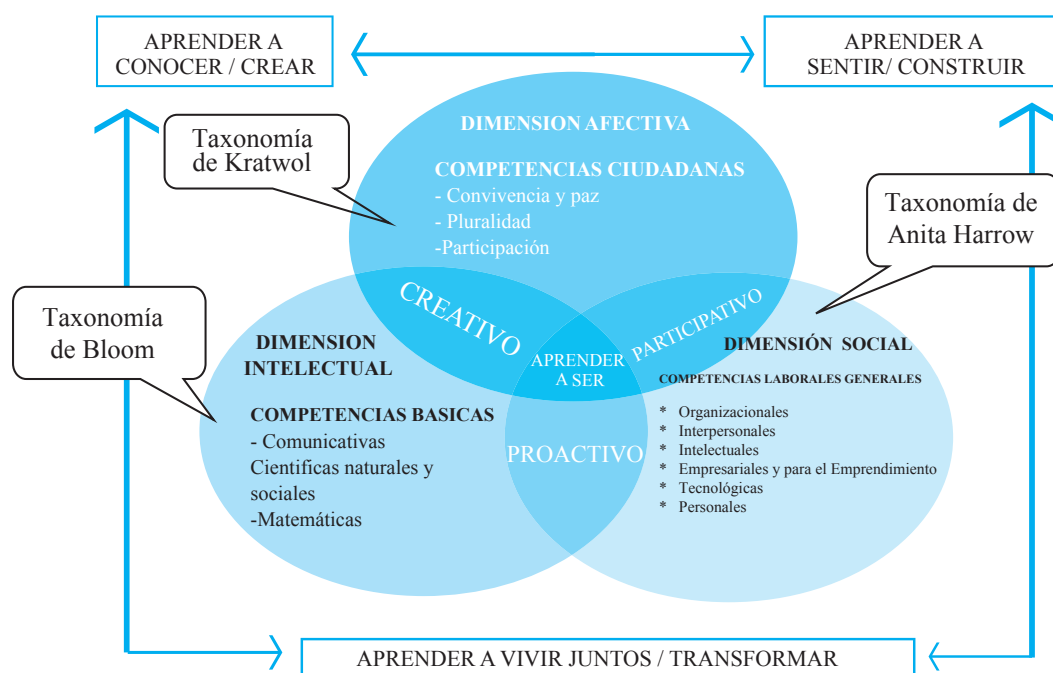 APRENDER A
CONOCER / CREAR
APRENDER A
SENTIR/ CONSTRUIR
Taxonomía
de Kratwol
DIMENSION AFECTIVA
COMPETENCIAS CIUDADANAS
- Convivencia y paz
- Pluralidad
-Participación
Taxonomía de
Anita Harrow
Taxonomía
de Bloom
CREATIVO
PARTICIPATIVO
APRENDER
A SER
PROACTIVO
DIMENSION
INTELECTUAL
COMPETENCIAS BASICAS
- Comunicativas
Cientificas naturales y
sociales
-Matemáticas
DIMENSIÓN SOCIAL
COMPETENCIAS LABORALES GENERALES
* Organizacionales
* Interpersonales
* Intelectuales
* Empresariales y para el Emprendimiento
* Tecnológicas
* Personales
APRENDER A VIVIR JUNTOS / TRANSFORMAR